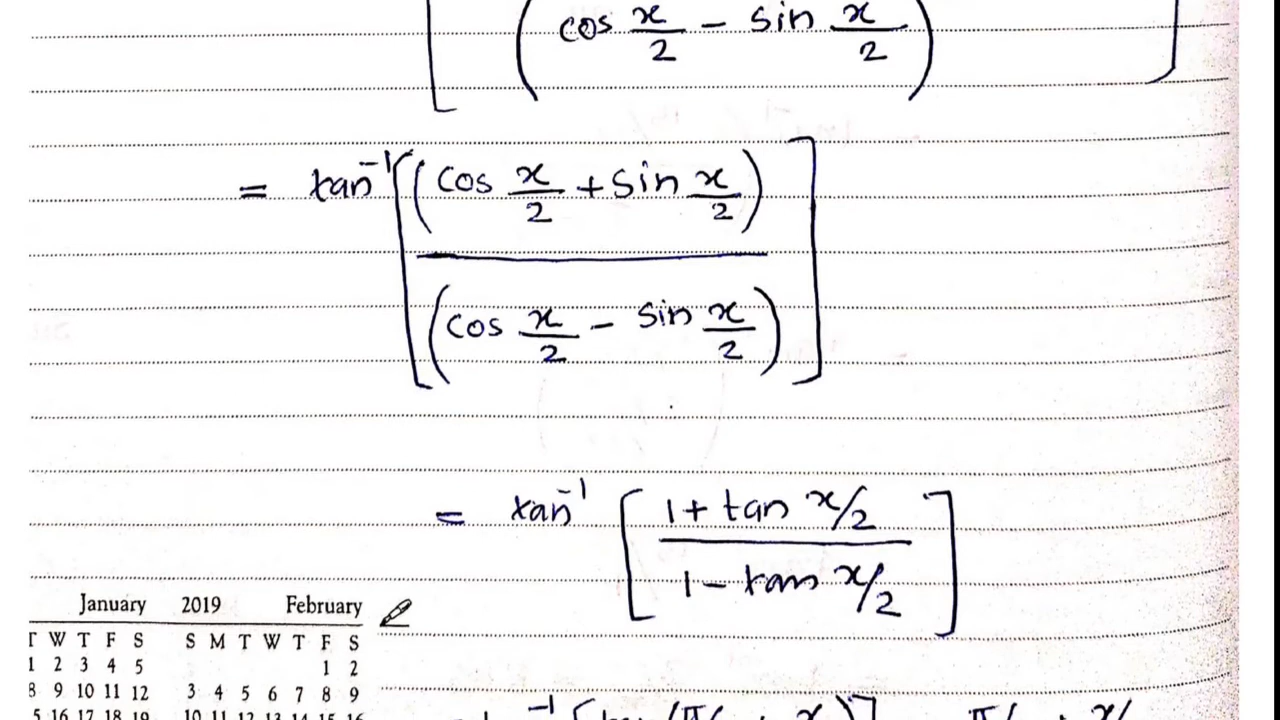 cos x/2 - sin x/2
= tan⁻¹[(cos x/2 + sin x/2) / (cos x/2 - sin x/2)]
= tan⁻¹ [(1 + tan x/2) / (1 - tan x/2)]
January 2019 February
T W T F S S M T W T F S
1 2 3 4 5 1 2
8 9 10 11 12 3 4 5 6 7 8 9